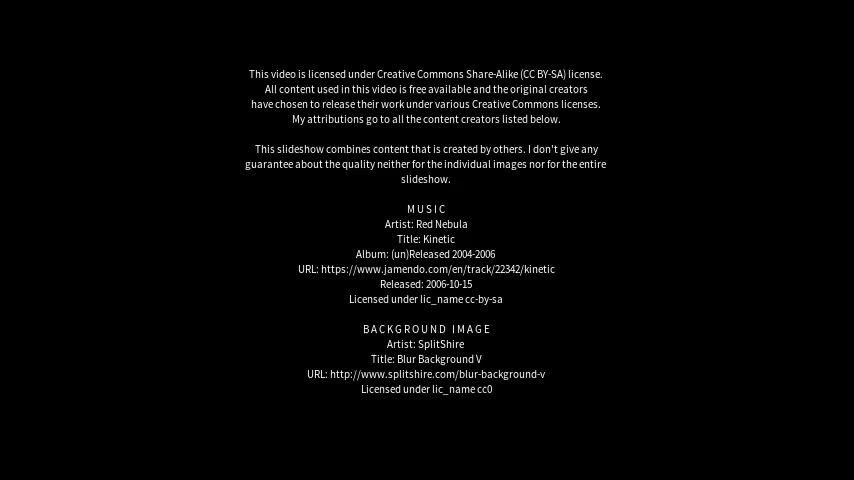 This video is licensed under Creative Commons Share-Alike (CC BY-SA) license.
All content used in this video is free available and the original creators
have chosen to release their work under various Creative Commons licenses.
My attributions go to all the content creators listed below.
This slideshow combines content that is created by others. I don't give any
guarantee about the quality neither for the individual images nor for the entire
slideshow.
MUSIC
Artist: Red Nebula
Title: Kinetic
Album: (un)Released 2004-2006
URL: https://www.jamendo.com/en/track/22342/kinetic
Released: 2006-10-15
Licensed under lic_name cc-by-sa
BACKGROUND IMAGE
Artist: SplitShire
Title: Blur Background V
URL: http://www.splitshire.com/blur-background-v
Licensed under lic_name cc0